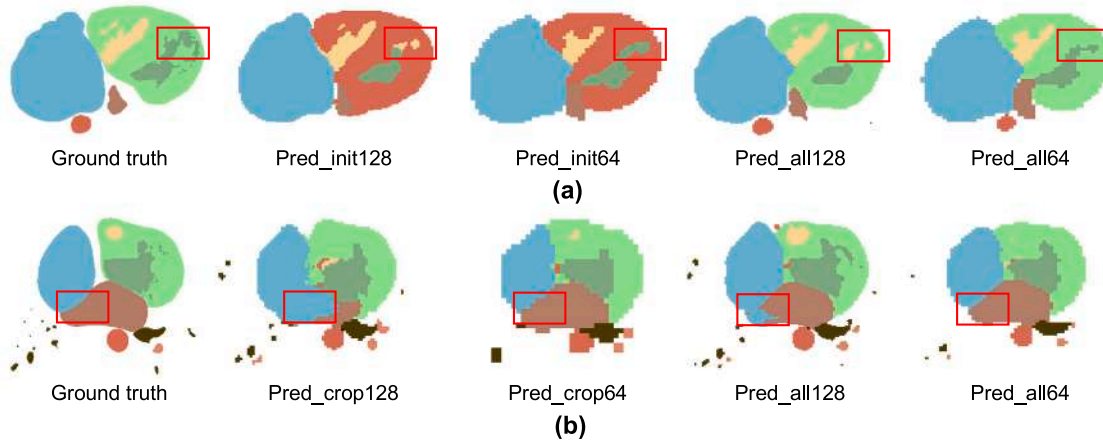 Ground truth Pred_init128 Pred_init64 Pred_all128 Pred_all64
(a)
Ground truth Pred_crop128 Pred_crop64 Pred_all128 Pred_all64
(b)